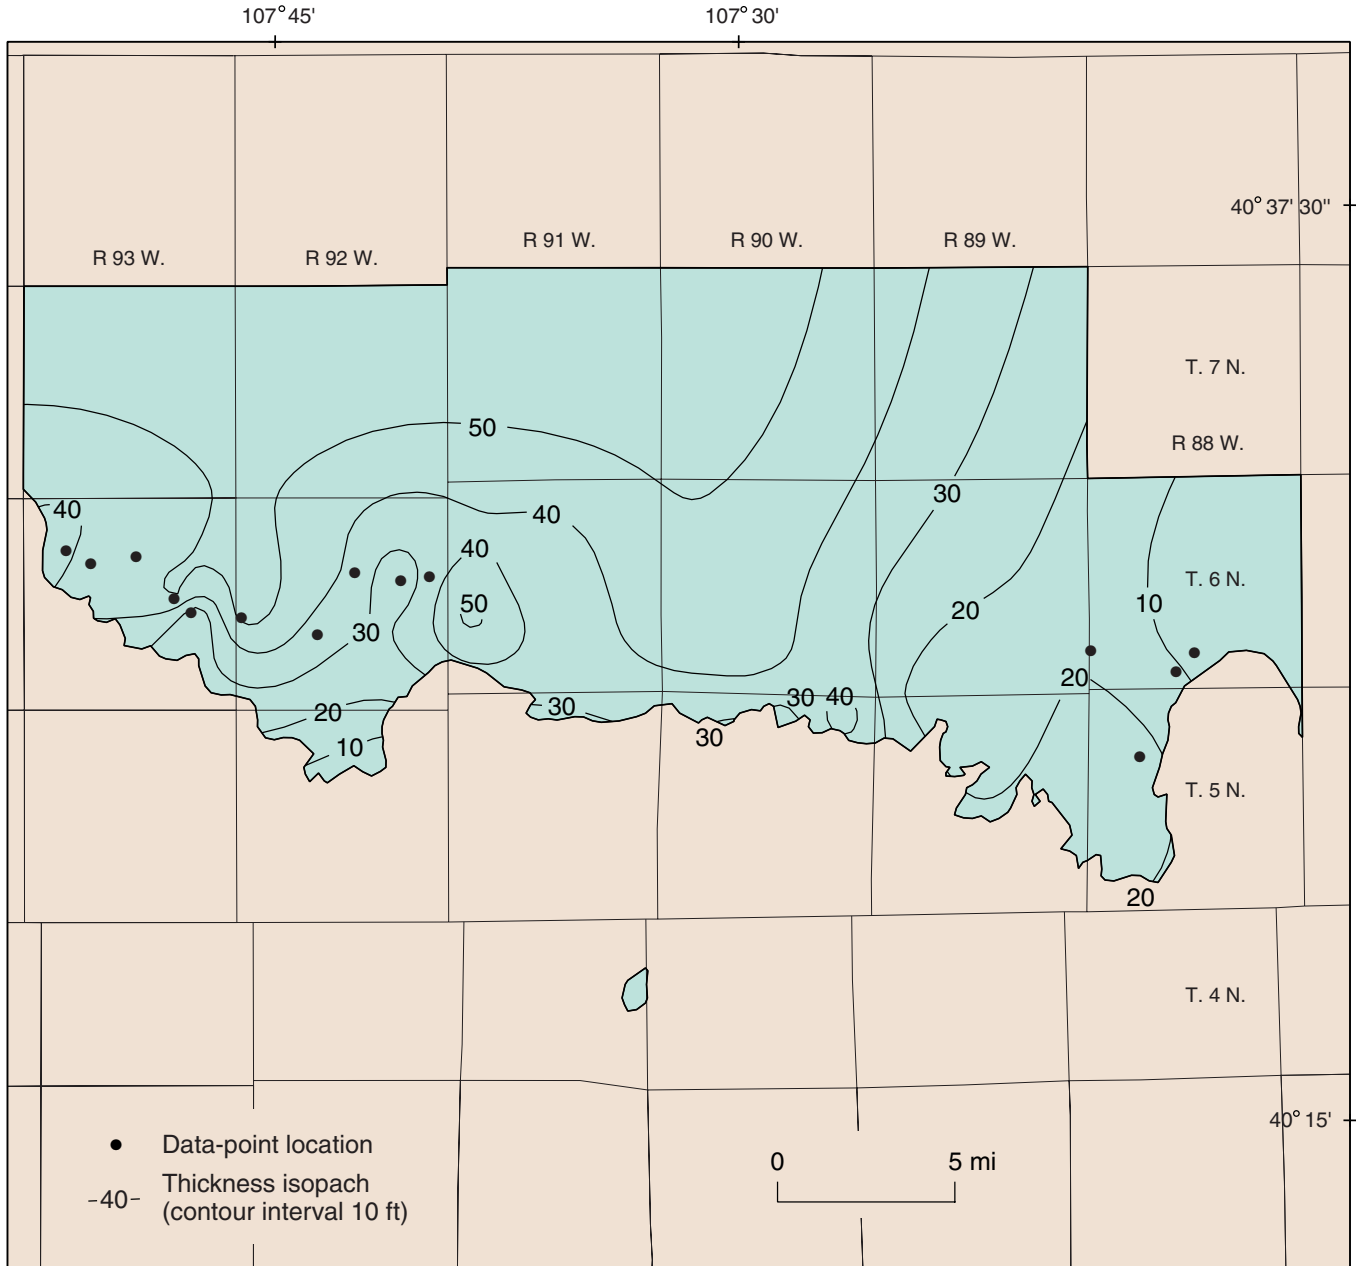 107° 45'
107° 30'
40° 37' 30"
R 93 W.
R 92 W.
R 91 W.
R 90 W.
R 89 W.
T. 7 N.
R 88 W.
50
40
40
30
40
T. 6 N.
50
10
20
30
20
30
40
30
20
10
30
T. 5 N.
20
T. 4 N.
40° 15'
Data-point location
0
5 mi
-40-
Thickness isopach
(contour interval 10 ft)